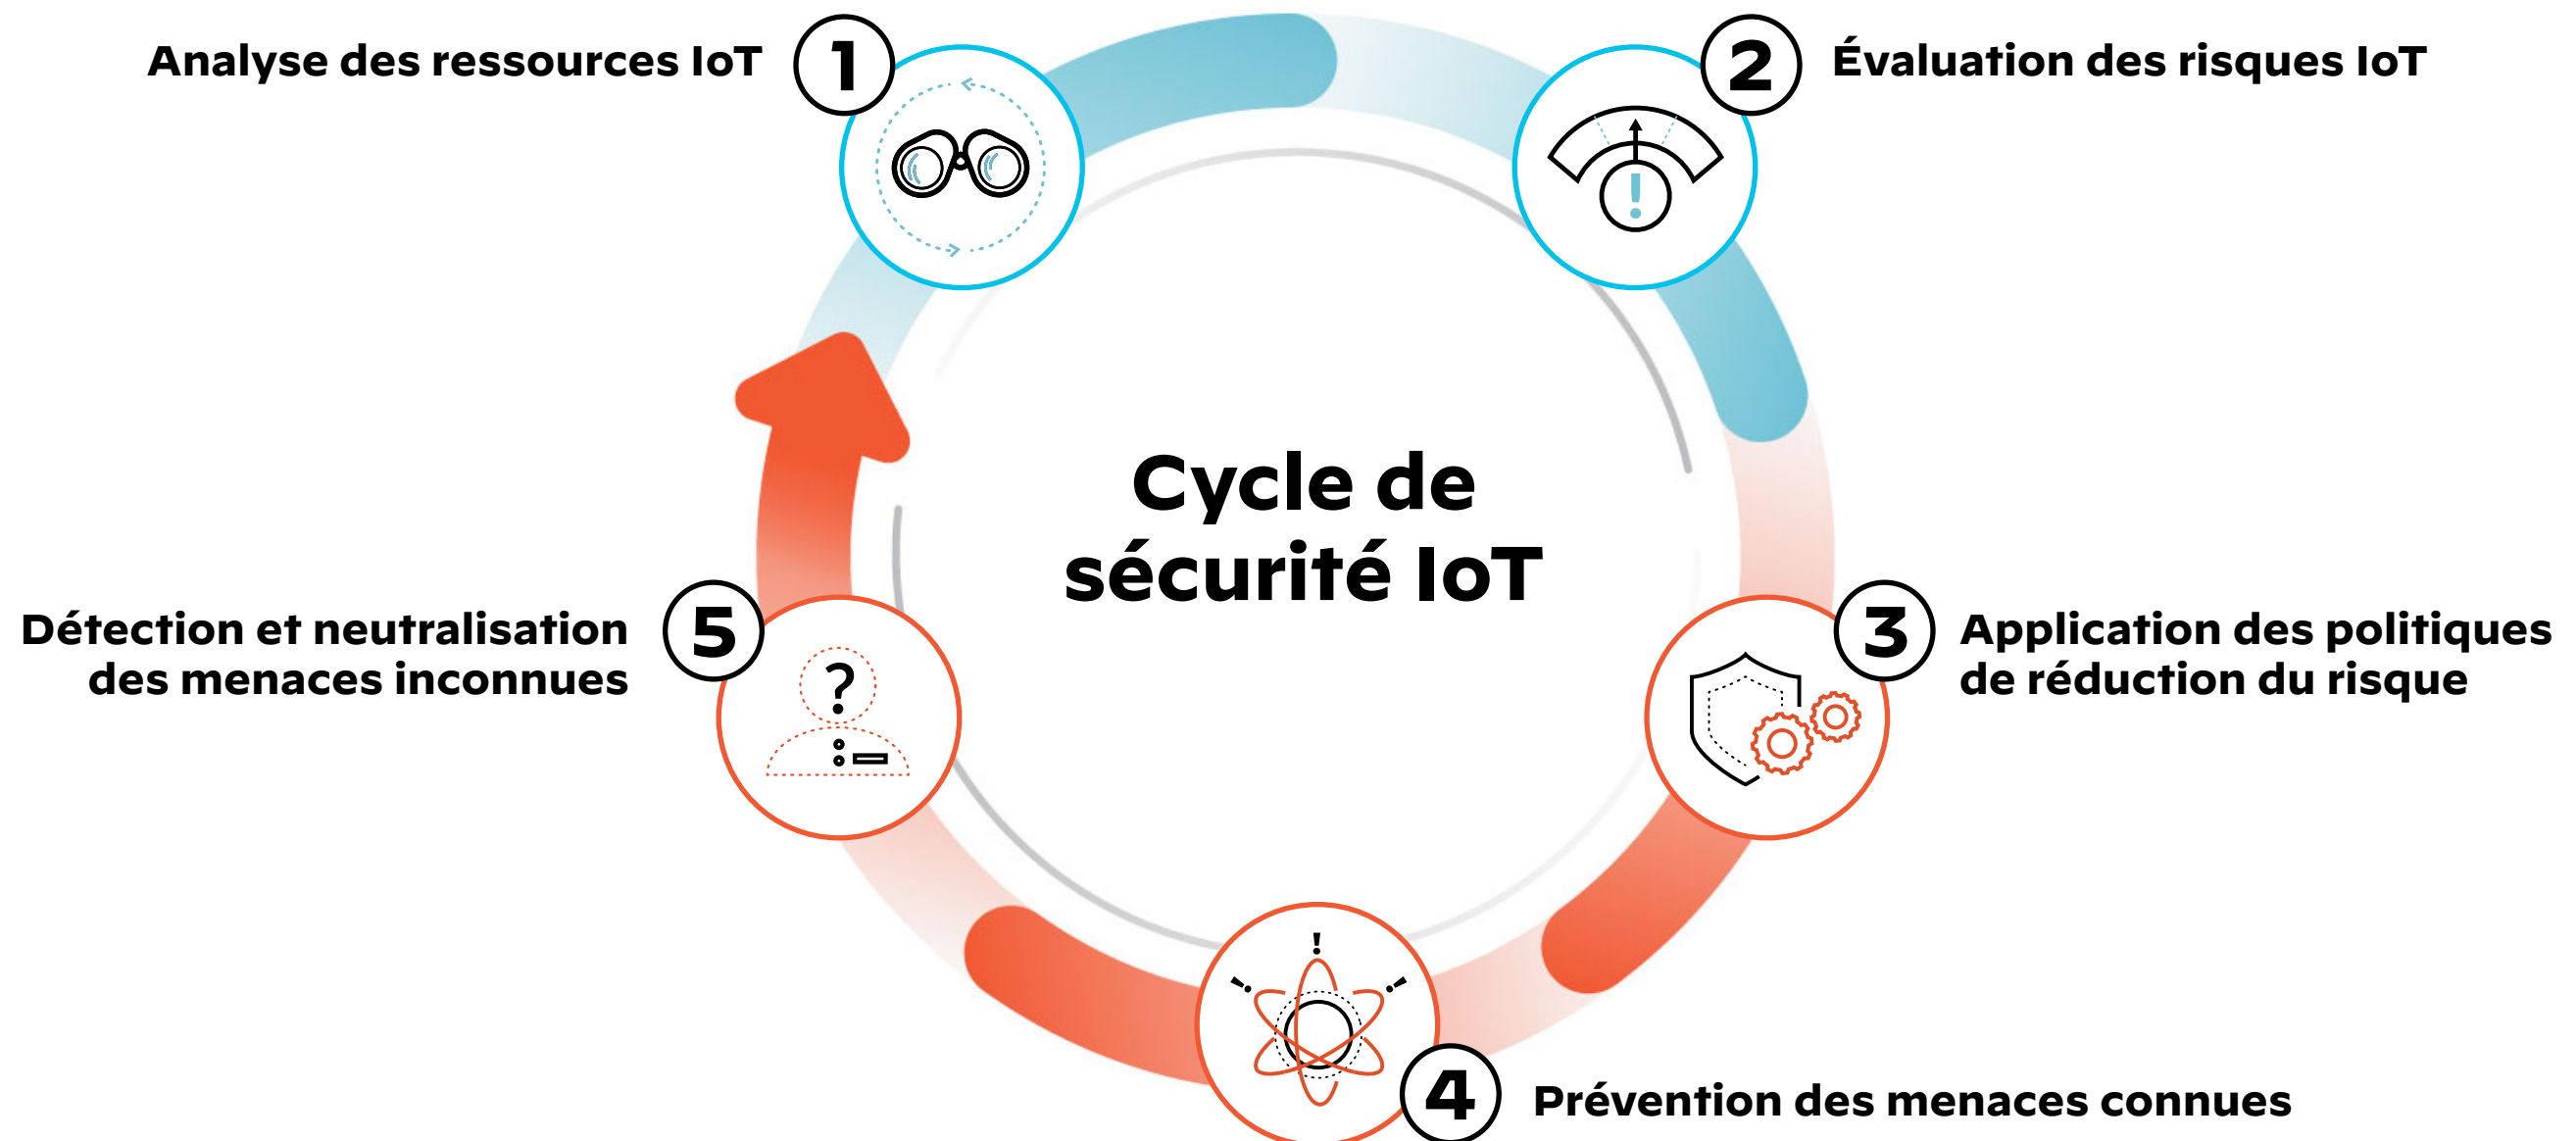 1
Analyse des ressources IoT
2
Évaluation des risques IoT
Cycle de
sécurité IoT
3
Application des politiques
de réduction du risque
4
Prévention des menaces connues
5
Détection et neutralisation
des menaces inconnues